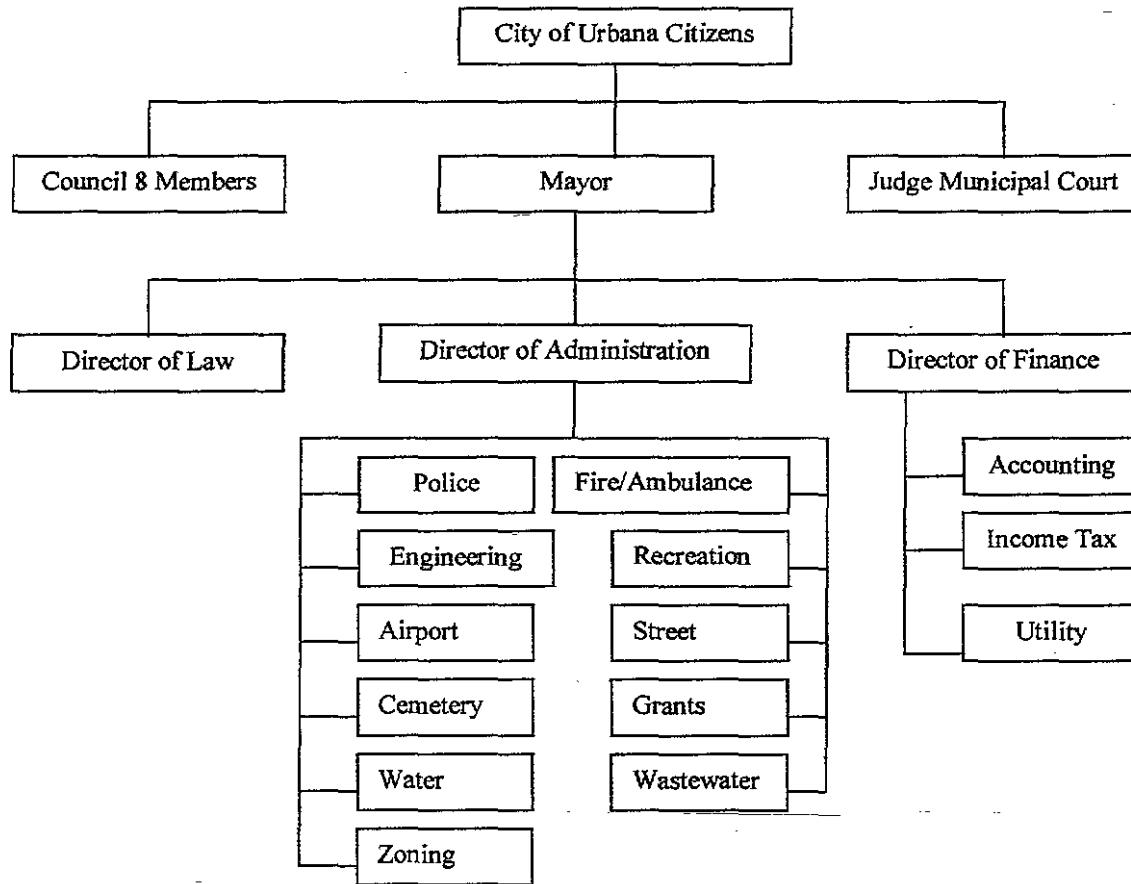 City of Urbana Citizens
Council 8 Members
Mayor
Judge Municipal Court
Director of Law
Director of Administration
Director of Finance
Police
Fire/Ambulance
Accounting
Engineering
Recreation
Income Tax
Airport
Street
Utility
Cemetery
Grants
Water
Wastewater
Zoning